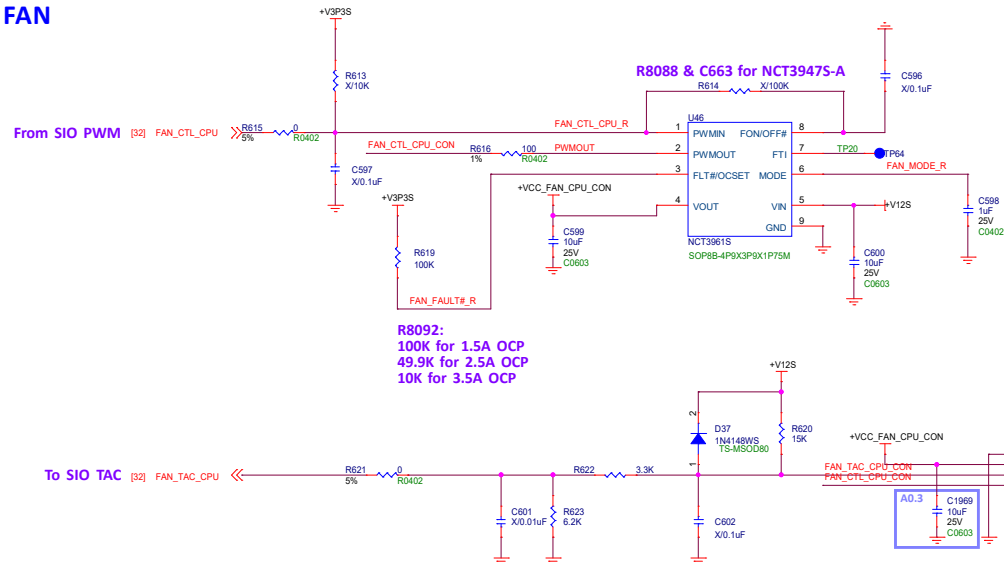 FAN
+V3P3S
R613
X/10K
R8088 & C663 for NCT3947S-A
R614 X/100K
C596
X/0.1uF
From SIO PWM [32] FAN_CTL_CPU R615 0
5% R0402
FAN_CTL_CPU_R
U46
1 PWMIN FON/OFF# 8
FAN_CTL_CPU_CON R616 100 PWMOUT
1% R0402
2 PWMOUT FTI 7 TP20 TP64
C597
X/0.1uF
3 FLT#/OCSET MODE 6 FAN_MODE_R
+V3P3S
+VCC_FAN_CPU_CON
4 VOUT VIN 5 +V12S
GND 9
C598
1uF
25V
C0402
R619
100K
C599
10uF
25V
C0603
NCT3961S
SOP8B-4P9X3P9X1P75M
C600
10uF
25V
C0603
FAN_FAULT#_R
R8092:
100K for 1.5A OCP
49.9K for 2.5A OCP
10K for 3.5A OCP
+V12S
2
D37
1N4148WS
TS-MSOD80
1
R620
15K
+VCC_FAN_CPU_CON
To SIO TAC [32] FAN_TAC_CPU R621 0
5% R0402
R622 3.3K
FAN_TAC_CPU_CON
FAN_CTL_CPU_CON
C601
X/0.01uF
R623
6.2K
C602
X/0.1uF
A0.3
C1969
10uF
25V
C0603